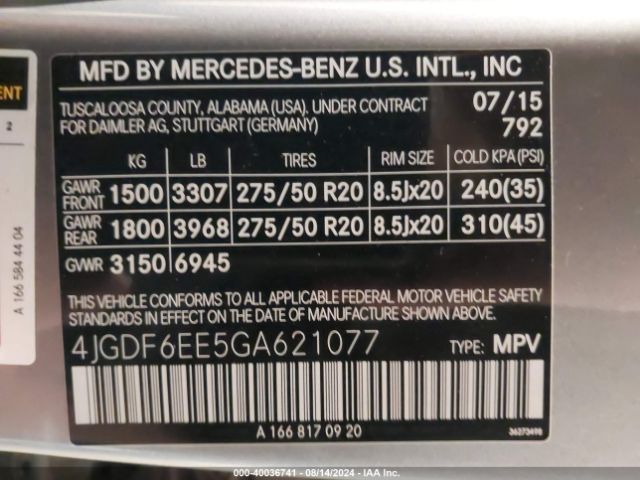 MFD BY MERCEDES-BENZ U.S. INTL., INC
TUSCALOOSA COUNTY, ALABAMA (USA). UNDER CONTRACT 07/15
FOR DAIMLER AG, STUTTGART (GERMANY) 792
KG LB TIRES RIM SIZE COLD KPA (PSI)
GAWR FRONT 1500 3307 275/50 R20 8.5Jx20 240(35)
GAWR REAR 1800 3968 275/50 R20 8.5Jx20 310(45)
GVWR 3150 6945
THIS VEHICLE CONFORMS TO ALL APPLICABLE FEDERAL MOTOR VEHICLE SAFETY
STANDARDS IN EFFECT ON THE DATE OF MANUFACTURE SHOWN ABOVE.
4JGDF6EE5GA621077 TYPE: MPV
A 166 817 09 20 36273698
ENT
2
A 166 584 44 04
000-40036741 - 08/14/2024 - IAA Inc.